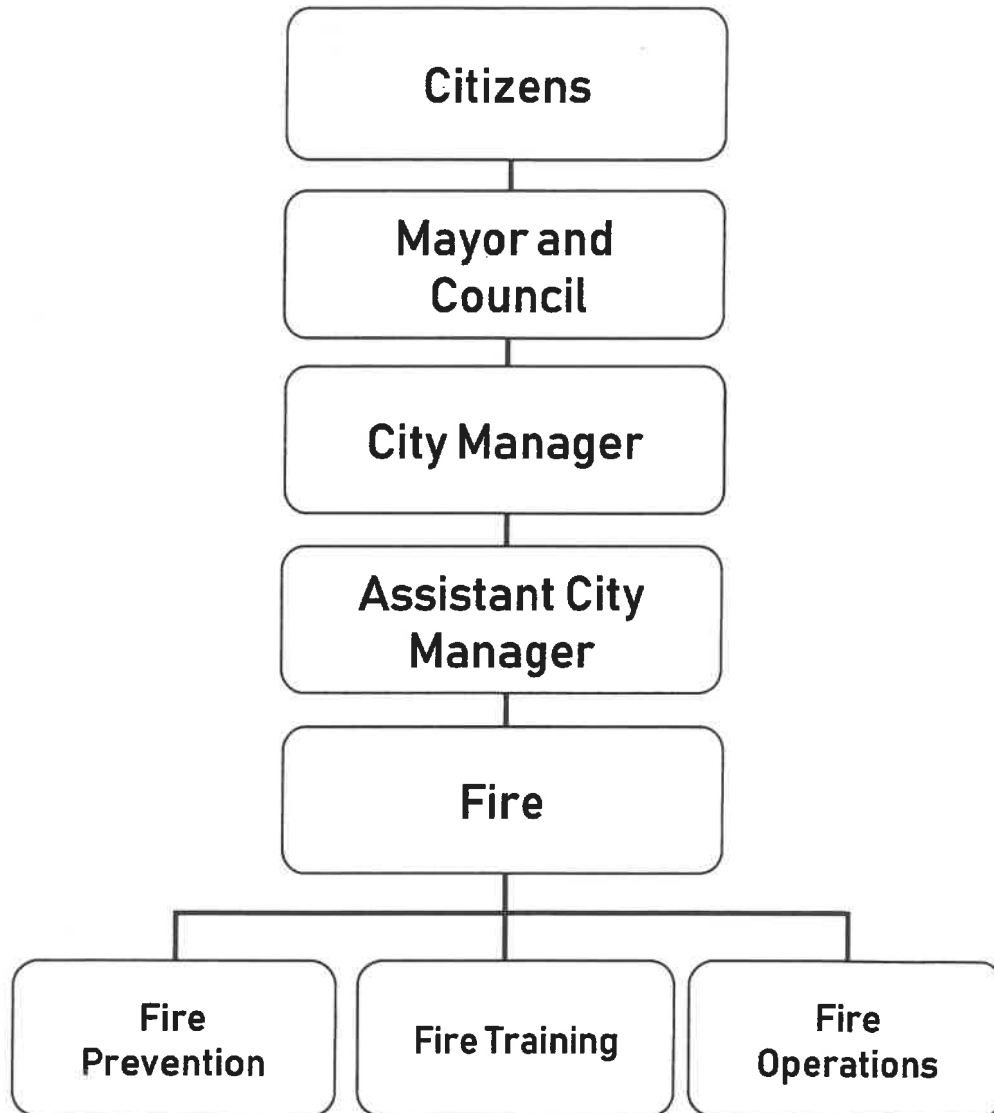 Citizens
Mayor and
Council
City Manager
Assistant City
Manager
Fire
Fire
Prevention
Fire Training
Fire
Operations